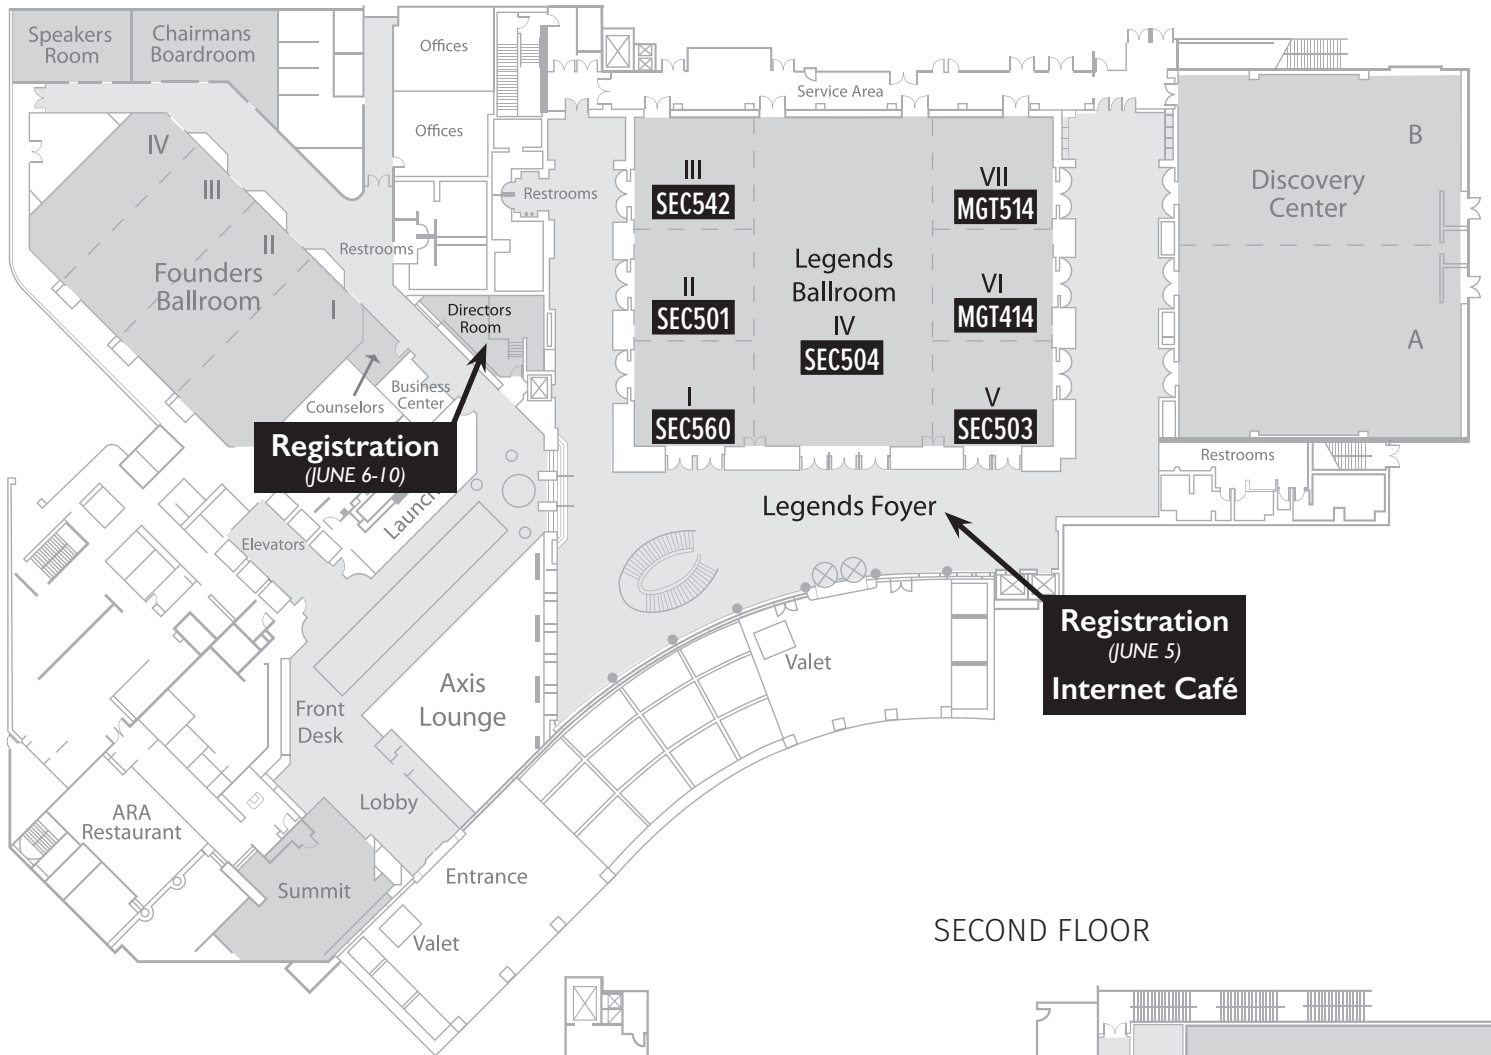 Speakers
Room
Chairmans
Boardroom
Offices
Offices
Service Area
IV
III
II
I
Founders
Ballroom
Restrooms
Restrooms
Directors
Room
Counselors
Business
Center
Registration
(JUNE 6-10)
Launch
Elevators
III
SEC542
II
SEC501
I
SEC560
Legends
Ballroom
IV
SEC504
VII
MGT514
VI
MGT414
V
SEC503
B
Discovery
Center
A
Restrooms
Legends Foyer
Registration
(JUNE 5)
Internet Café
Valet
Axis
Lounge
Front
Desk
Lobby
ARA
Restaurant
Summit
Entrance
Valet
SECOND FLOOR